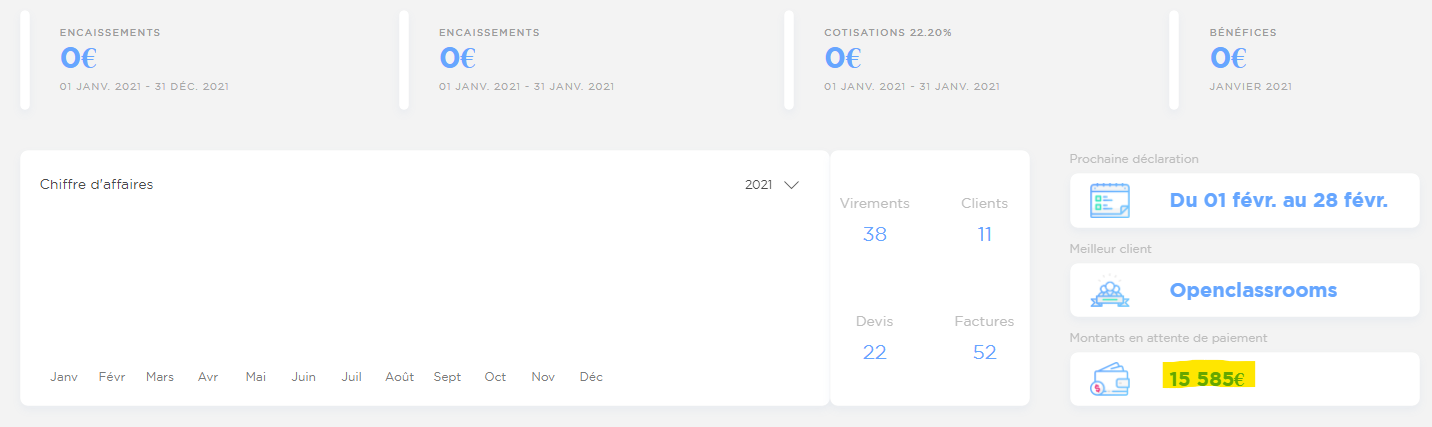 ENCAISSEMENTS
0€
01 JANV. 2021 - 31 DÉC. 2021
ENCAISSEMENTS
0€
01 JANV. 2021 - 31 JANV. 2021
COTISATIONS 22.20%
0€
01 JANV. 2021 - 31 JANV. 2021
BÉNÉFICES
0€
JANVIER 2021
Chiffre d'affaires
2021
Janv Févr Mars Avr Mai Juin Juil Août Sept Oct Nov Déc
Virements
38
Clients
11
Devis
22
Factures
52
Prochaine déclaration
Du 01 févr. au 28 févr.
Meilleur client
Openclassrooms
Montants en attente de paiement
$
15 585€